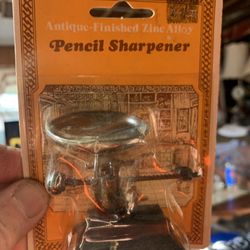 Antique-Finished Zinc Alloy
Pencil Sharpener